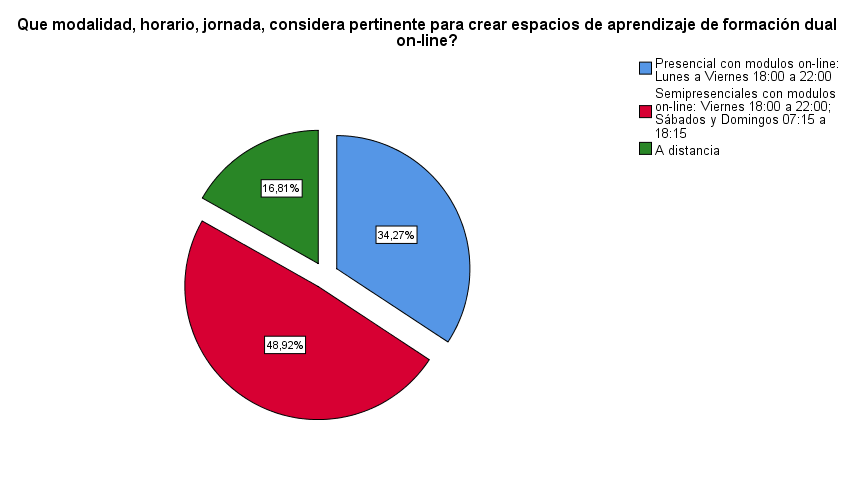 Que modalidad, horario, jornada, considera pertinente para crear espacios de aprendizaje de formación dual
on-line?
Presencial con modulos on-line:
Lunes a Viernes 18:00 a 22:00
Semipresenciales con modulos
on-line: Viernes 18:00 a 22:00;
Sábados y Domingos 07:15 a
18:15
A distancia
16,81%
34,27%
48,92%